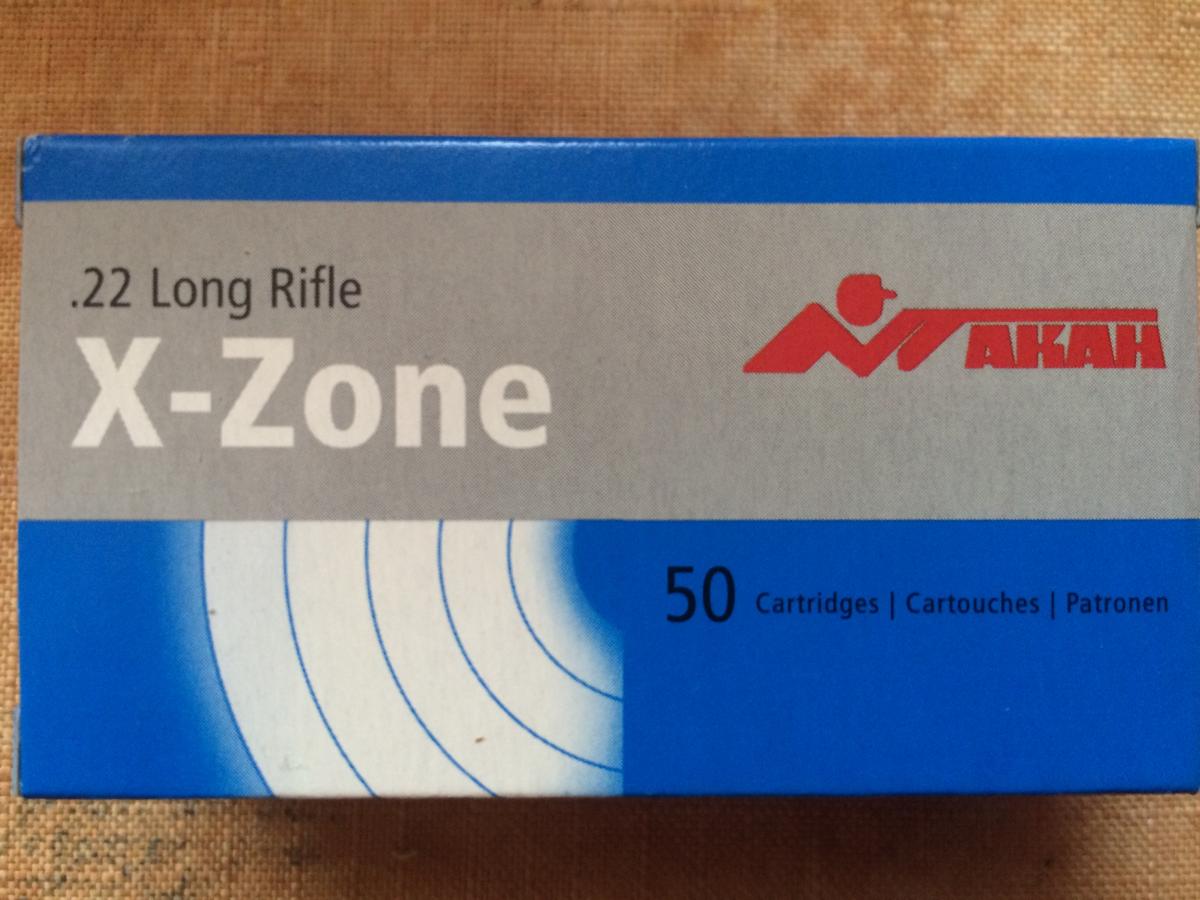 .22 Long Rifle
X-Zone
AKAH
50 Cartridges | Cartouches | Patronen